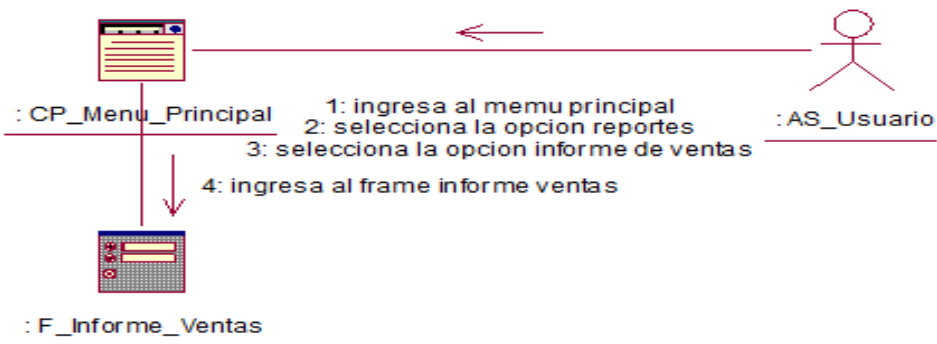 : CP_Menu_Principal
: AS_Usuario
1: ingresa al memu principal
2: selecciona la opcion reportes
3: selecciona la opcion informe de ventas
4: ingresa al frame informe ventas
: F_Informe_Ventas